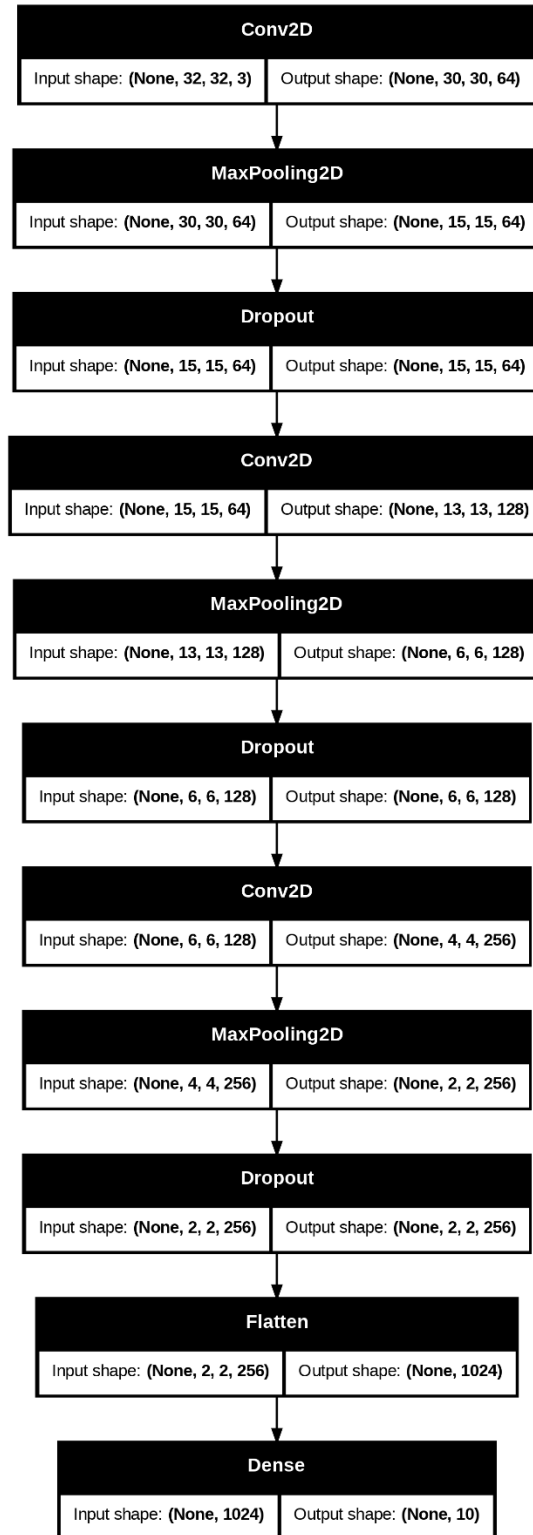 Conv2D
Input shape: (None, 32, 32, 3) Output shape: (None, 30, 30, 64)
MaxPooling2D
Input shape: (None, 30, 30, 64) Output shape: (None, 15, 15, 64)
Dropout
Input shape: (None, 15, 15, 64) Output shape: (None, 15, 15, 64)
Conv2D
Input shape: (None, 15, 15, 64) Output shape: (None, 13, 13, 128)
MaxPooling2D
Input shape: (None, 13, 13, 128) Output shape: (None, 6, 6, 128)
Dropout
Input shape: (None, 6, 6, 128) Output shape: (None, 6, 6, 128)
Conv2D
Input shape: (None, 6, 6, 128) Output shape: (None, 4, 4, 256)
MaxPooling2D
Input shape: (None, 4, 4, 256) Output shape: (None, 2, 2, 256)
Dropout
Input shape: (None, 2, 2, 256) Output shape: (None, 2, 2, 256)
Flatten
Input shape: (None, 2, 2, 256) Output shape: (None, 1024)
Dense
Input shape: (None, 1024) Output shape: (None, 10)